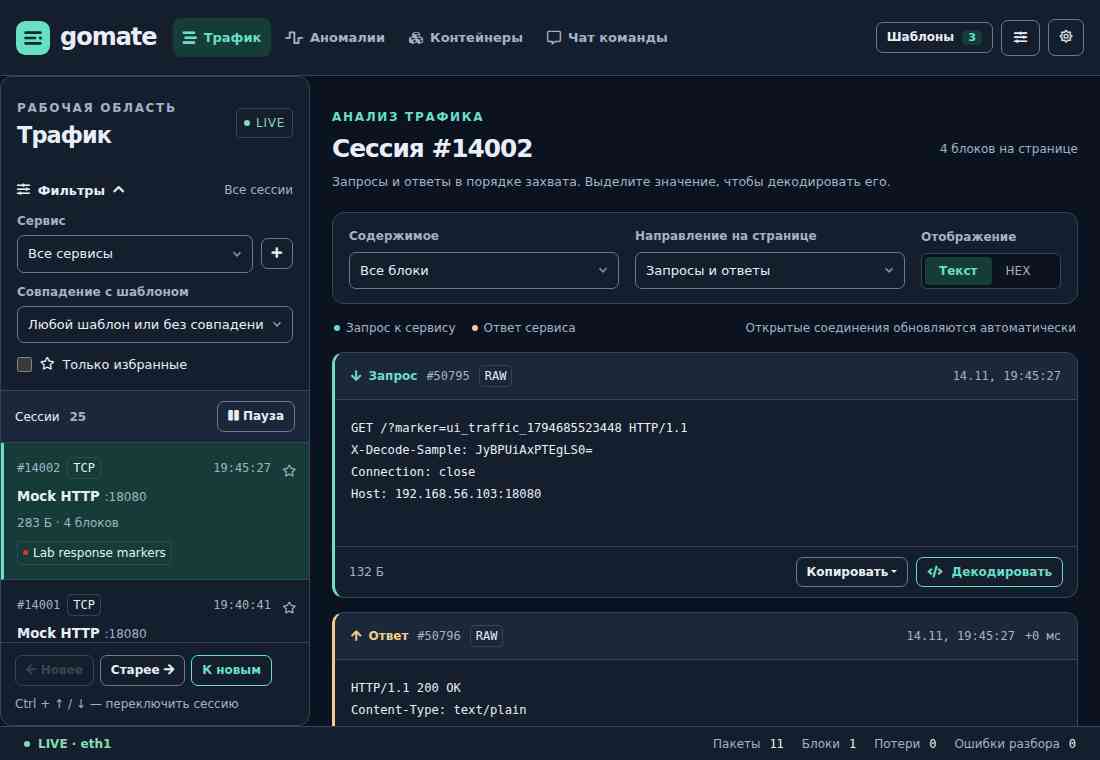 gomate Трафик Аномалии Контейнеры Чат команды Шаблоны 3
РАБОЧАЯ ОБЛАСТЬ
Трафик
LIVE
Фильтры Все сессии
Сервис
Все сервисы
+
Совпадение с шаблоном
Любой шаблон или без совпадени
Только избранные
Сессии 25 Пауза
#14002 TCP 19:45:27
Mock HTTP :18080
283 Б · 4 блоков
Lab response markers
#14001 TCP 19:40:41
Mock HTTP :18080
← Новее Старее → К новым
Ctrl + ↑ / ↓ — переключить сессию
АНАЛИЗ ТРАФИКА
Сессия #14002
4 блоков на странице
Запросы и ответы в порядке захвата. Выделите значение, чтобы декодировать его.
Содержимое Направление на странице Отображение
Все блоки Запросы и ответы Текст HEX
Запрос к сервису Ответ сервиса Открытые соединения обновляются автоматически
↓ Запрос #50795 RAW 14.11, 19:45:27
GET /?marker=ui_traffic_1794685523448 HTTP/1.1
X-Decode-Sample: JyBPUiAxPTEgLS0=
Connection: close
Host: 192.168.56.103:18080
132 Б Копировать </> Декодировать
↑ Ответ #50796 RAW 14.11, 19:45:27 +0 мс
HTTP/1.1 200 OK
Content-Type: text/plain
LIVE · eth1 Пакеты 11 Блоки 1 Потери 0 Ошибки разбора 0